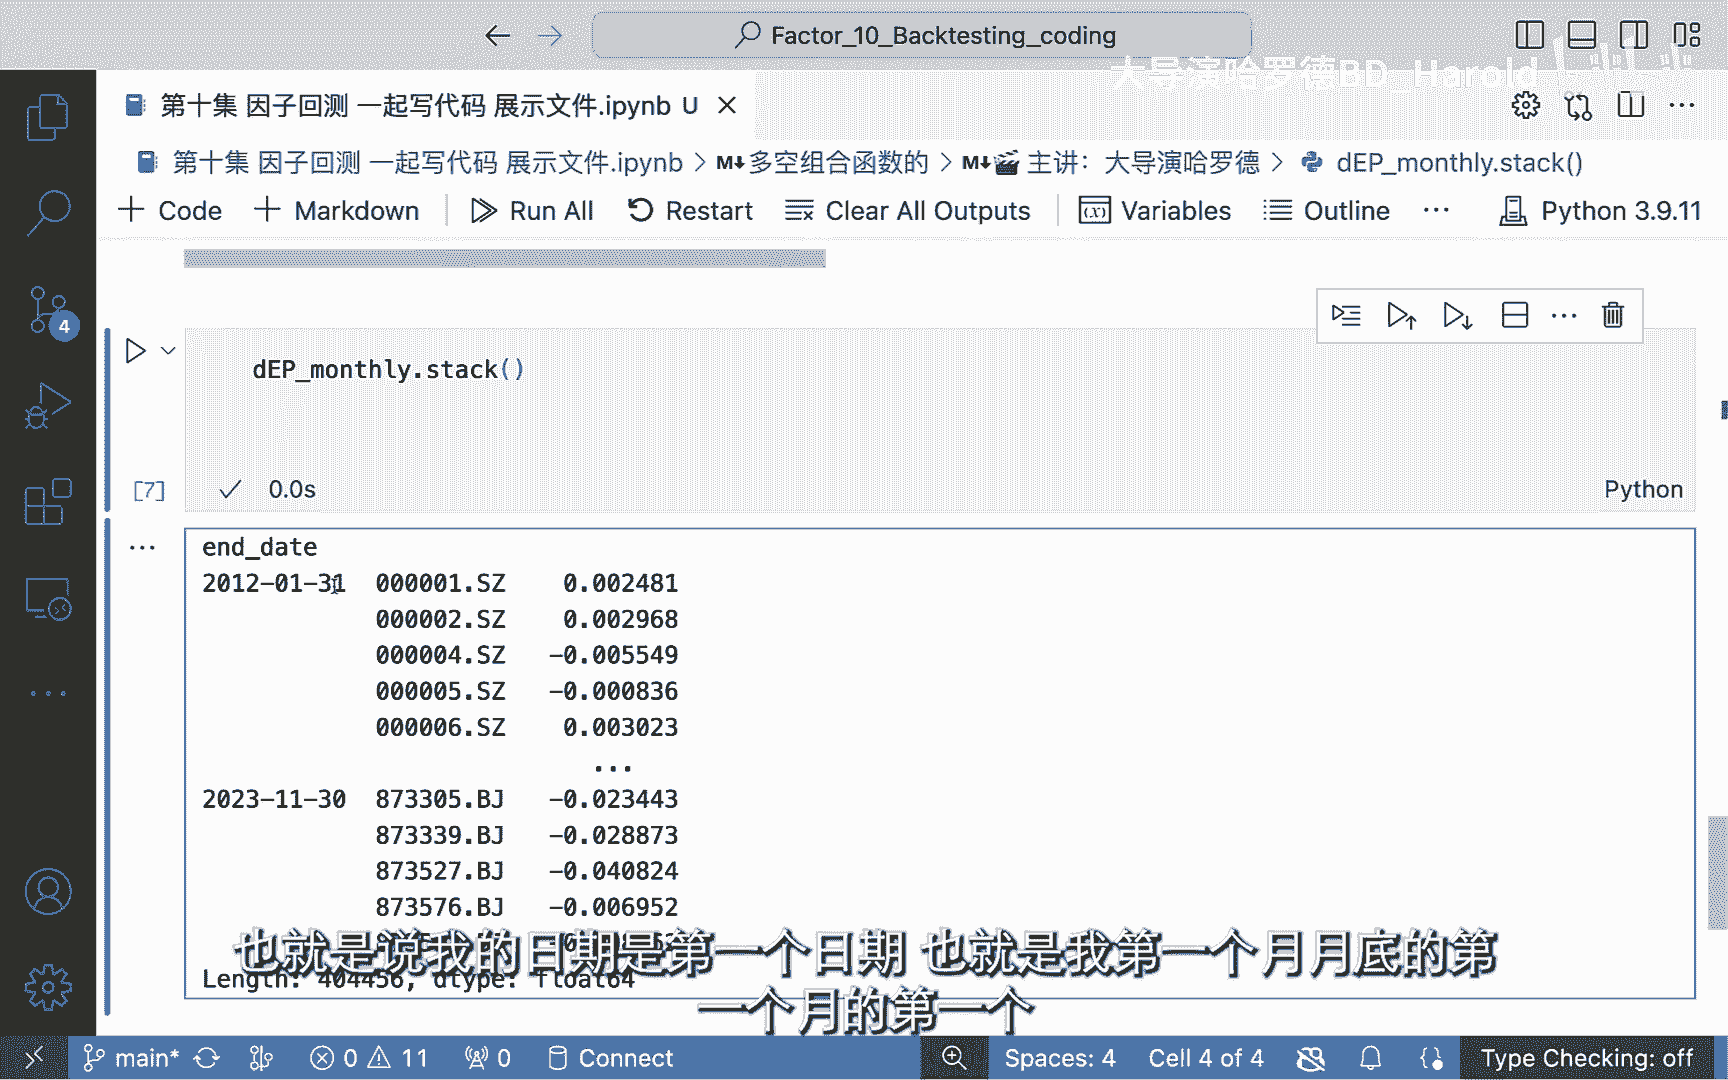 Factor_10_Backtesting_coding
大导演哈罗德BD_Harold bilibili
第十集 因子回测 一起写代码 展示文件.ipynb U
第十集 因子回测 一起写代码 展示文件.ipynb > M↓多空组合函数的 > M↓🎬 主讲：大导演哈罗德 > dEP_monthly.stack()
+ Code + Markdown Run All Restart Clear All Outputs Variables Outline ··· Python 3.9.11
4
dEP_monthly.stack()
[7] ✓ 0.0s Python
end_date
2012-01-31 000001.SZ 0.002481
000002.SZ 0.002968
000004.SZ -0.005549
000005.SZ -0.000836
000006.SZ 0.003023
...
2023-11-30 873305.BJ -0.023443
873339.BJ -0.028873
873527.BJ -0.040824
873576.BJ -0.006952
Length: 404456, dtype: float64
也就是说我的日期是第一个日期 也就是我第一个月月底的第
一个月的第一个
main* 0 11 0 Connect Spaces: 4 Cell 4 of 4 Type Checking: off